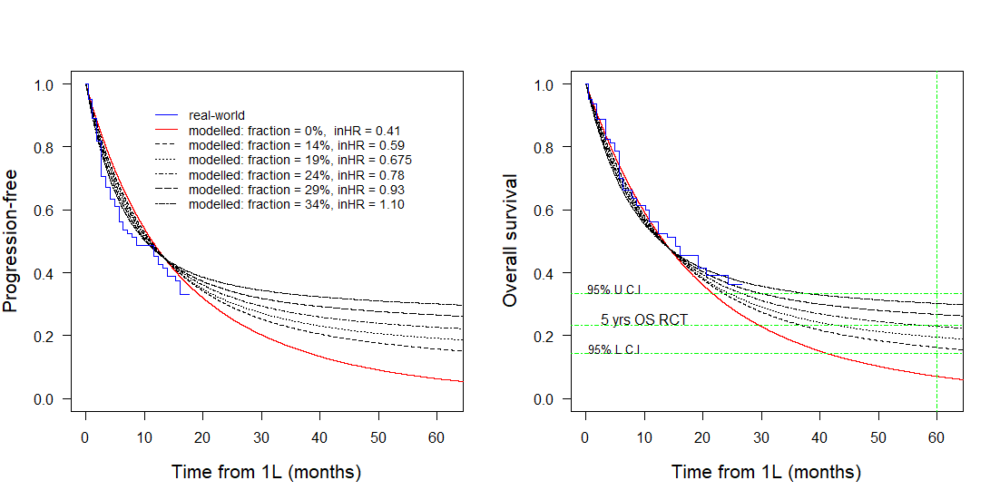 Progression-free
1.0
0.8
0.6
0.4
0.2
0.0
real-world
modelled: fraction = 0%, inHR = 0.41
modelled: fraction = 14%, inHR = 0.59
modelled: fraction = 19%, inHR = 0.675
modelled: fraction = 24%, inHR = 0.78
modelled: fraction = 29%, inHR = 0.93
modelled: fraction = 34%, inHR = 1.10
0 10 20 30 40 50 60
Time from 1L (months)
Overall survival
1.0
0.8
0.6
0.4
0.2
0.0
95% U C.I
5 yrs OS RCT
95% L C.I
0 10 20 30 40 50 60
Time from 1L (months)